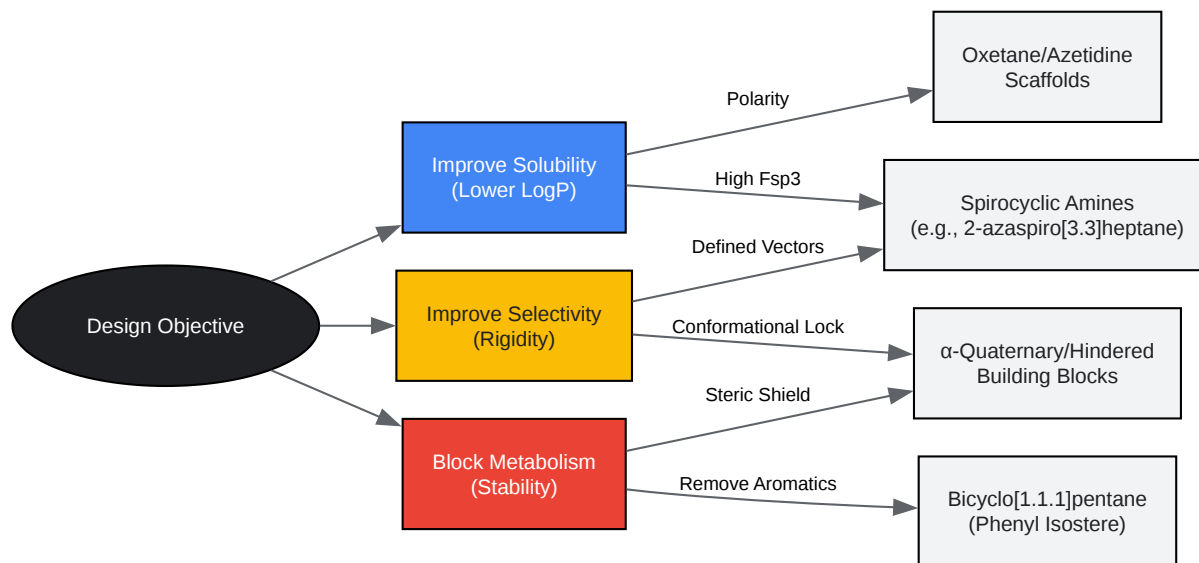 Design Objective
Improve Solubility
(Lower LogP)
Improve Selectivity
(Rigidity)
Block Metabolism
(Stability)
Polarity
High Fsp3
Defined Vectors
Conformational Lock
Steric Shield
Remove Aromatics
Oxetane/Azetidine
Scaffolds
Spirocyclic Amines
(e.g., 2-azaspiro[3.3]heptane)
α-Quaternary/Hindered
Building Blocks
Bicyclo[1.1.1]pentane
(Phenyl Isostere)